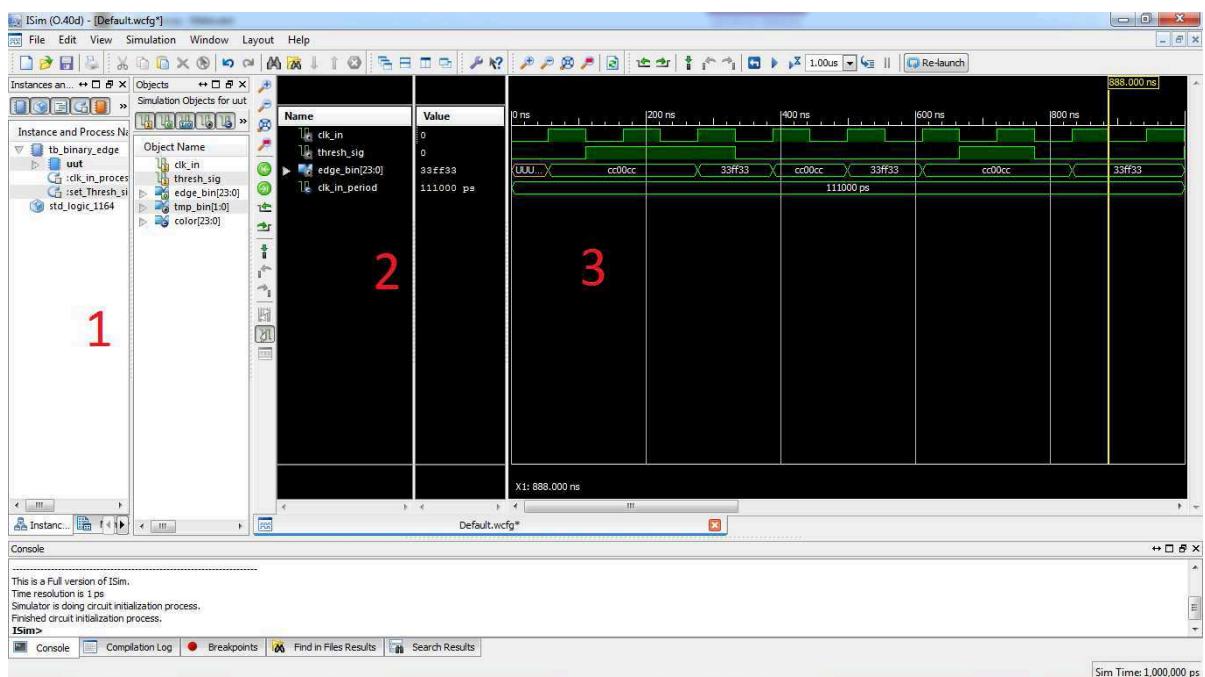 ISim (O.40d) - [Default.wcfg*]
File Edit View Simulation Window Layout Help
1.00us
Re-launch
Instances an...
Objects
Simulation Objects for uut
Instance and Process Na
Object Name
tb_binary_edge
uut
:clk_in_proces
:set_Thresh_si
std_logic_1164
clk_in
thresh_sig
edge_bin[23:0]
tmp_bin[1:0]
color[23:0]
Name Value
clk_in 0
thresh_sig 0
edge_bin[23:0] 33ff33
clk_in_period 111000 ps
888.000 ns
0 ns 200 ns 400 ns 600 ns 800 ns
UUU... cc00cc 33ff33 cc00cc 33ff33 cc00cc 33ff33
111000 ps
1
2
3
X1: 888.000 ns
Instanc...
Default.wcfg*
Console
This is a Full version of ISim.
Time resolution is 1 ps
Simulator is doing circuit initialization process.
Finished circuit initialization process.
ISim>
Console Compilation Log Breakpoints Find in Files Results Search Results
Sim Time: 1,000,000 ps